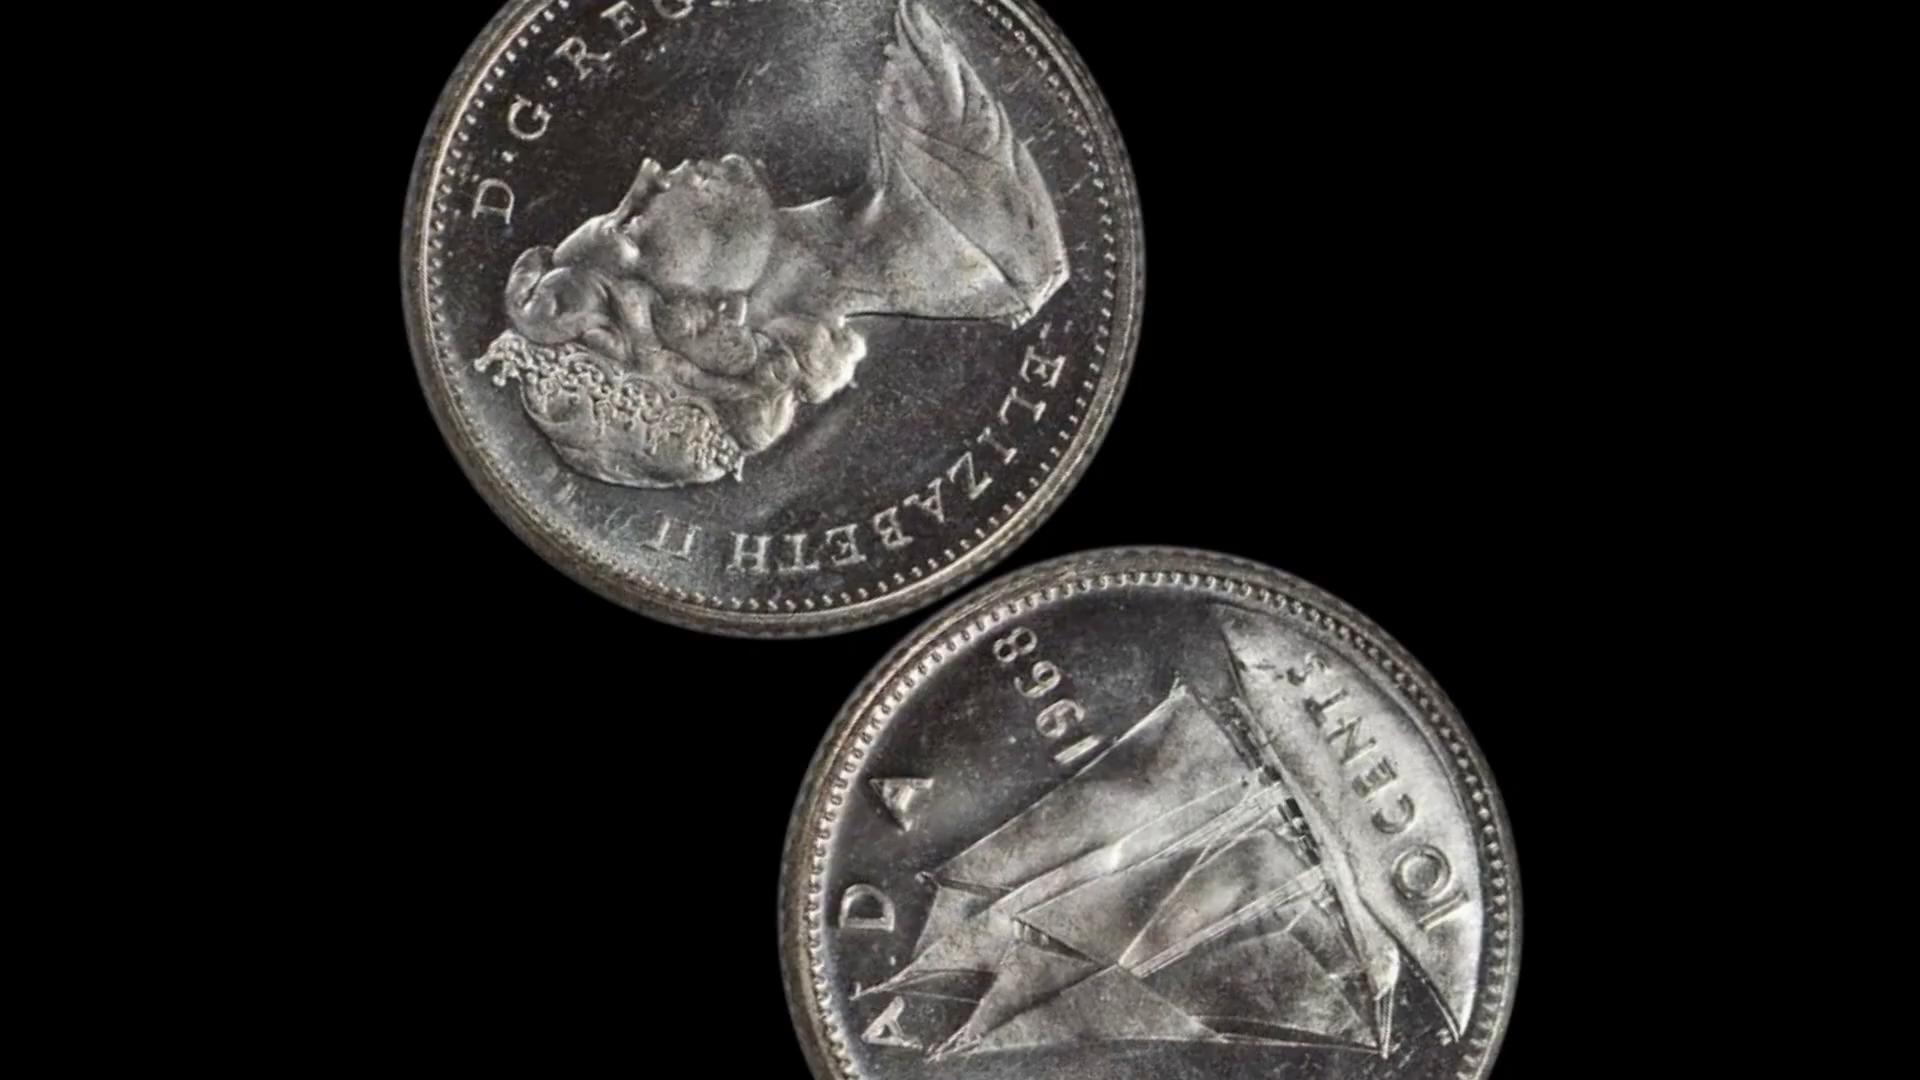 ELIZABETH II
D·G·REG
ADA
1968
10 CENTS